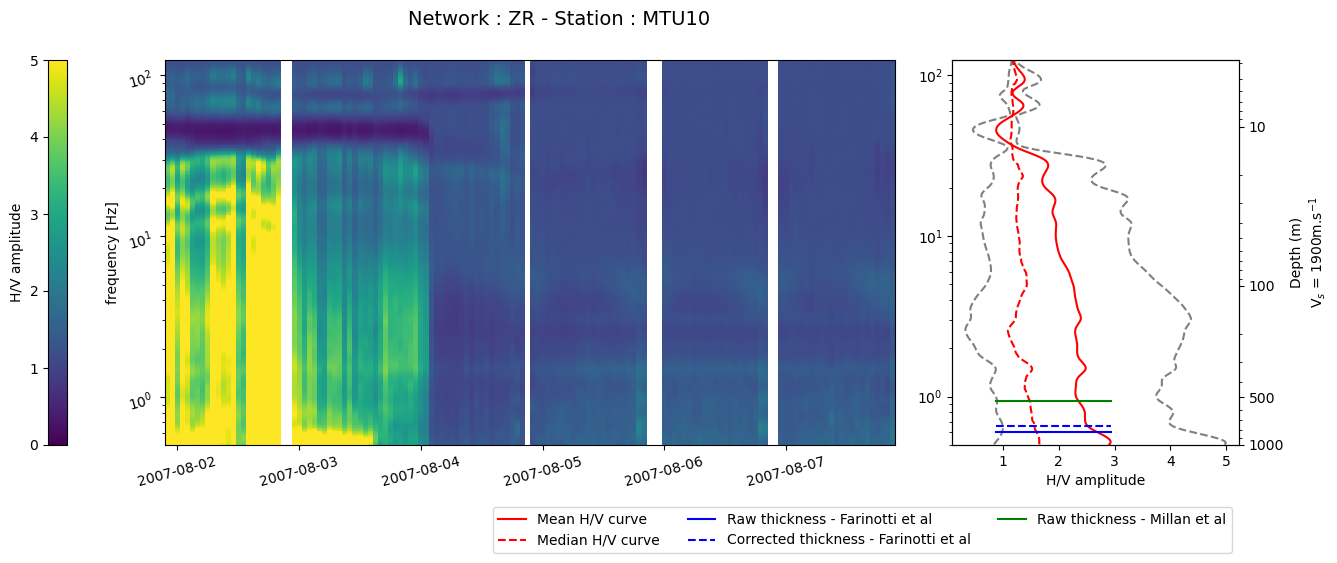 Network : ZR - Station : MTU10
H/V amplitude
5
4
3
2
1
0
frequency [Hz]
10²
10¹
10⁰
2007-08-02
2007-08-03
2007-08-04
2007-08-05
2007-08-06
2007-08-07
10²
10¹
10⁰
1
2
3
4
5
H/V amplitude
10
100
500
1000
Depth (m)
Vₛ = 1900m.s⁻¹
Mean H/V curve
Median H/V curve
Raw thickness - Farinotti et al
Corrected thickness - Farinotti et al
Raw thickness - Millan et al